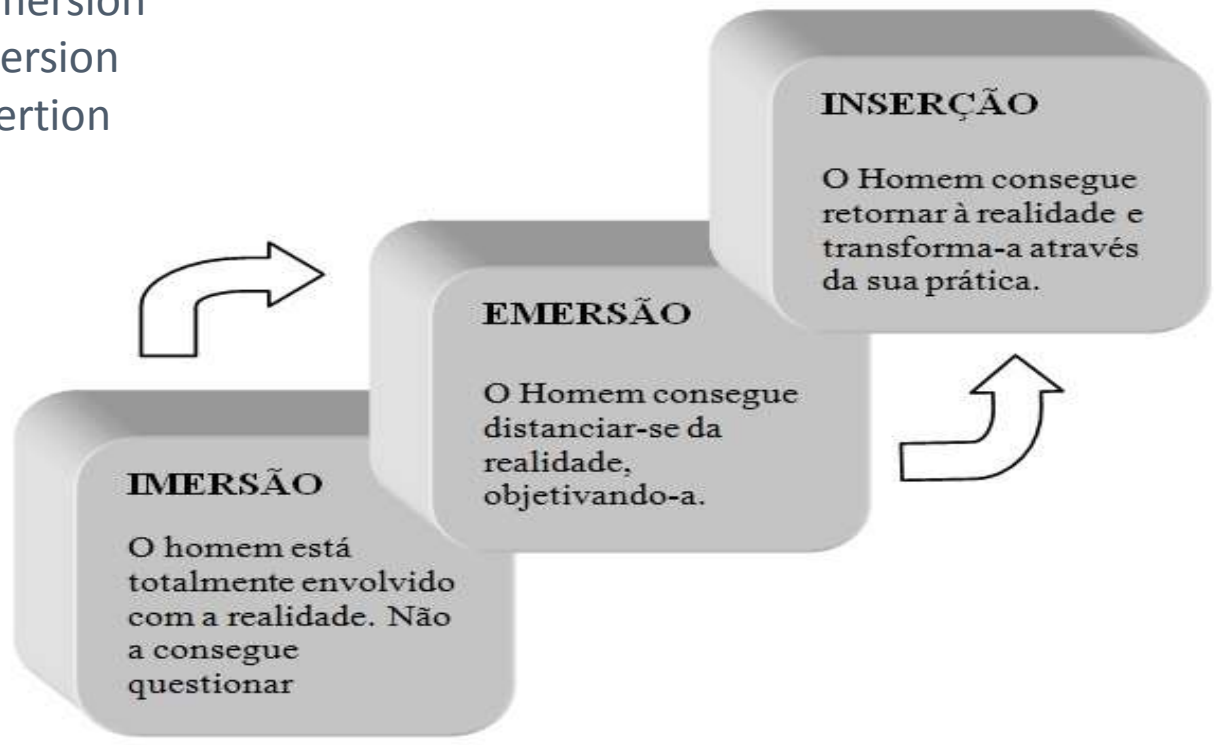 ersion
ertion
IMERSÃO
O homem está
totalmente envolvido
com a realidade. Não
a consegue
questionar
EMERSÃO
O Homem consegue
distanciar-se da
realidade,
objetivando-a.
INSERÇÃO
O Homem consegue
retornar à realidade e
transforma-a através
da sua prática.